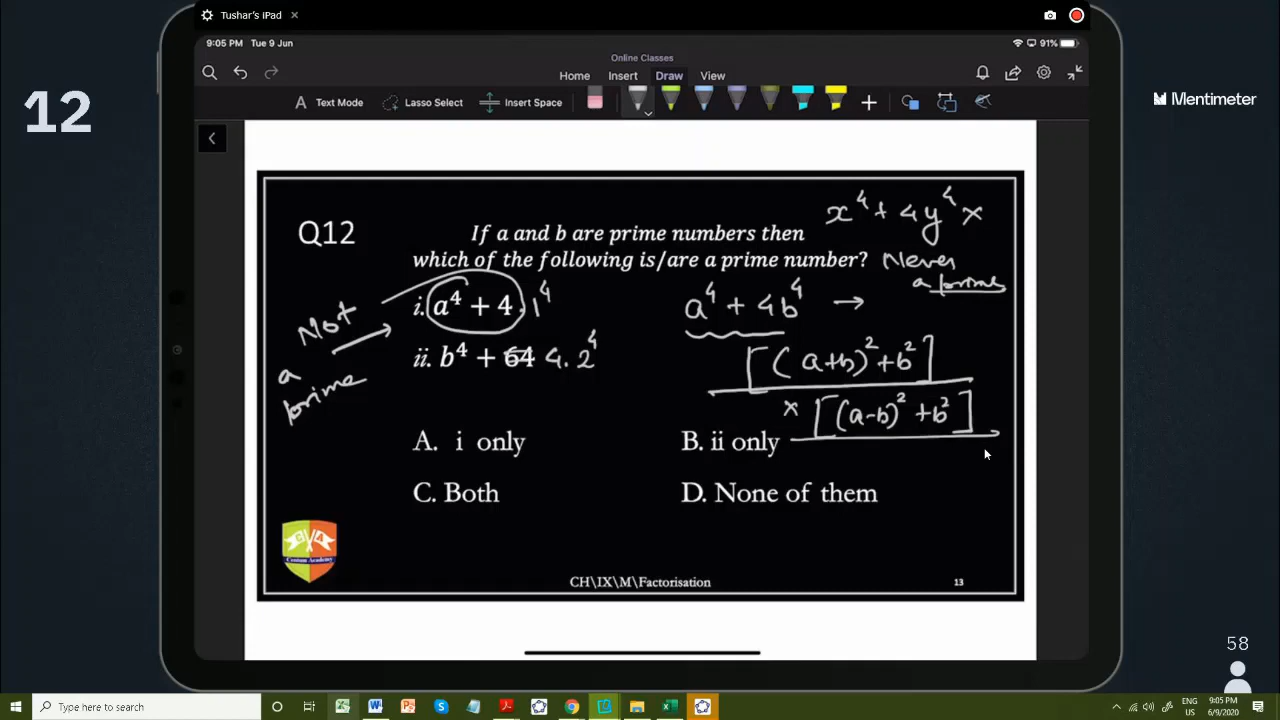 Tushar's iPad ×
9:05 PM Tue 9 Jun
91%
Online Classes
Home Insert Draw View
Text Mode Lasso Select Insert Space
12
Mentimeter
Q12
If a and b are prime numbers then
which of the following is/are a prime number?
x⁴ + 4y⁴ ×
Never
a prime
i. a⁴ + 4 . 1⁴
a⁴ + 4b⁴ →
Not
a
prime
ii. b⁴ + 64 4 . 2⁴
[(a+b)² + b²]
× [(a-b)² + b²]
A. i only
B. ii only
C. Both
D. None of them
Centum Academy
CH\IX\M\Factorisation
13
58
Type here to search
ENG
US
9:05 PM
6/9/2020